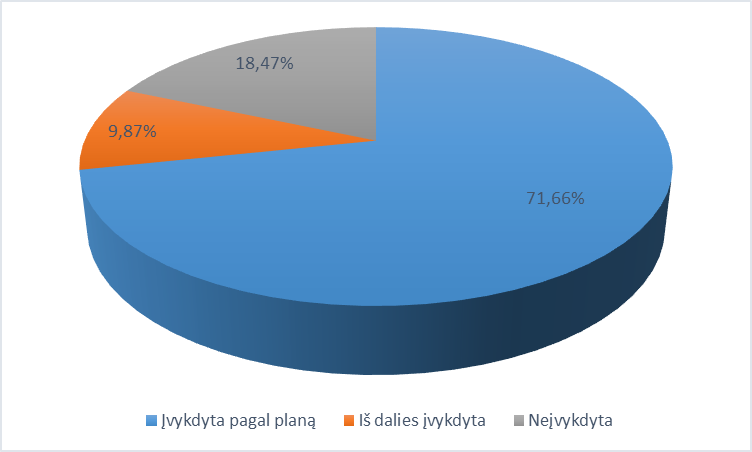 18,47%
9,87%
71,66%
Įvykdyta pagal planą Iš dalies įvykdyta Neįvykdyta